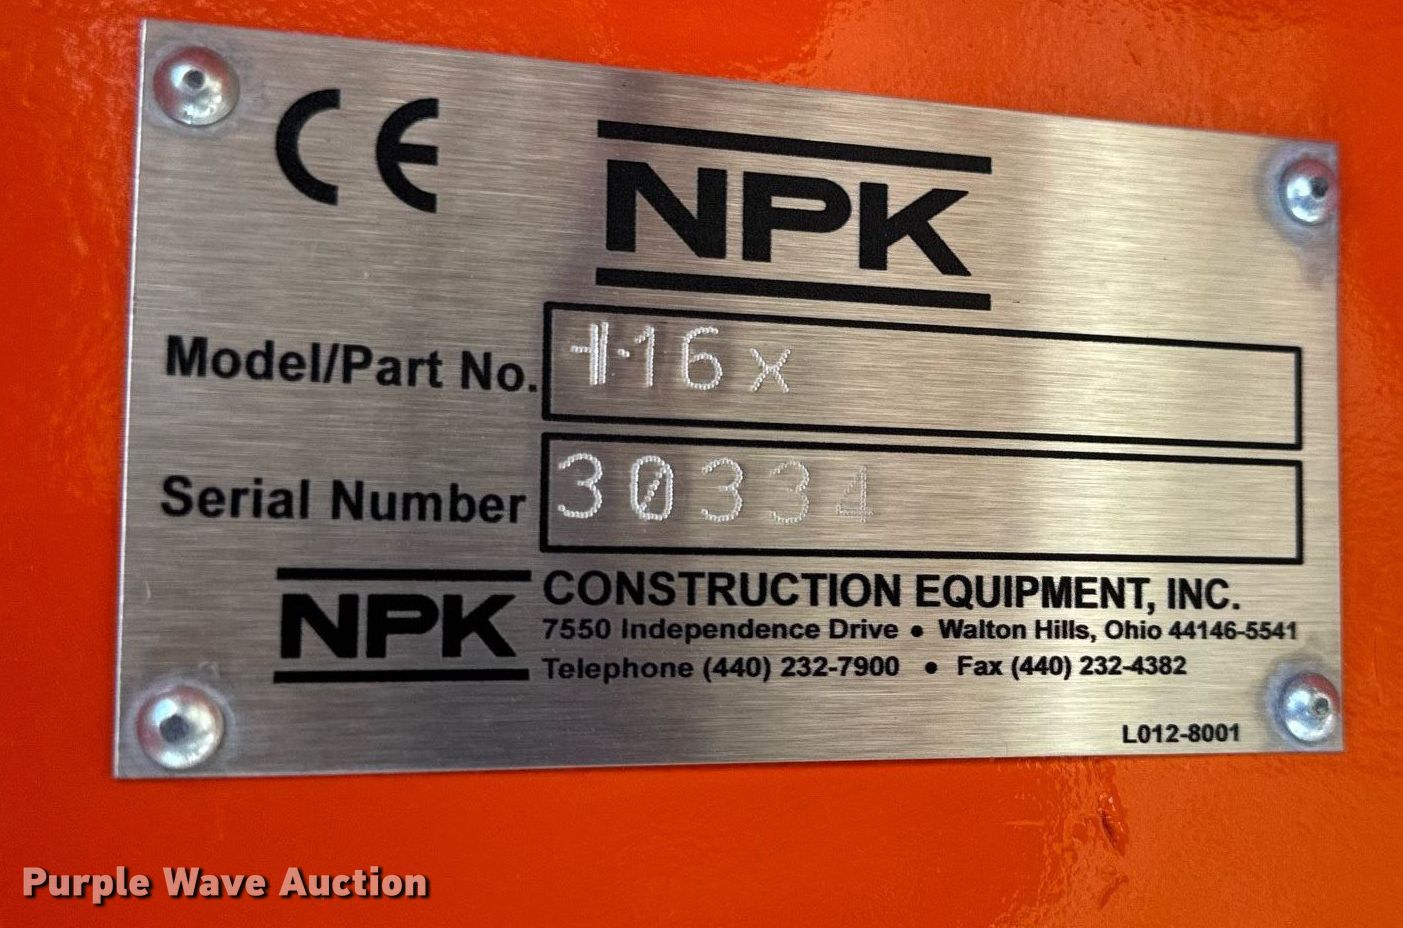 CE
NPK
Model/Part No. H-16x
Serial Number 30334
NPK CONSTRUCTION EQUIPMENT, INC.
7550 Independence Drive • Walton Hills, Ohio 44146-5541
Telephone (440) 232-7900 • Fax (440) 232-4382
L012-8001
Purple Wave Auction